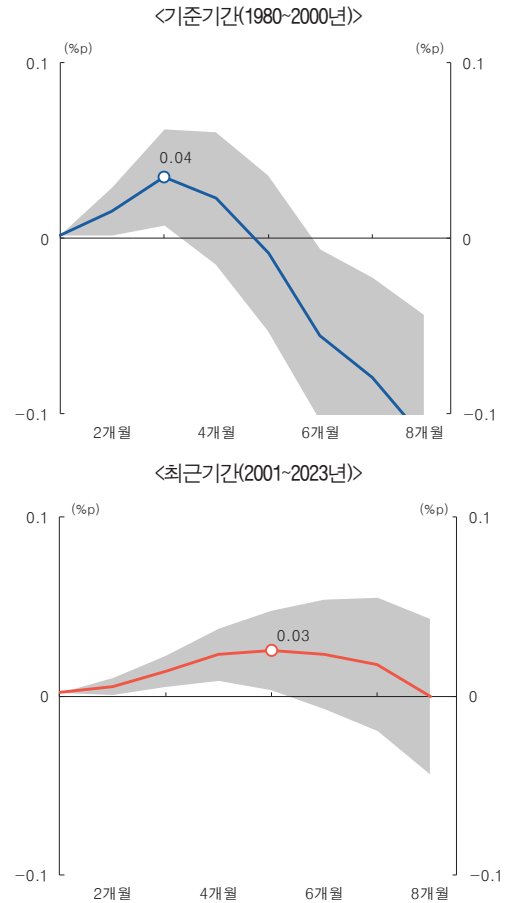 <기준기간(1980~2000년)>
(%p) (%p)
0.1 0.1
0.04
0 0
−0.1 −0.1
2개월 4개월 6개월 8개월
<최근기간(2001~2023년)>
0.1 (%p) (%p) 0.1
0.03
0 0
−0.1 −0.1
2개월 4개월 6개월 8개월